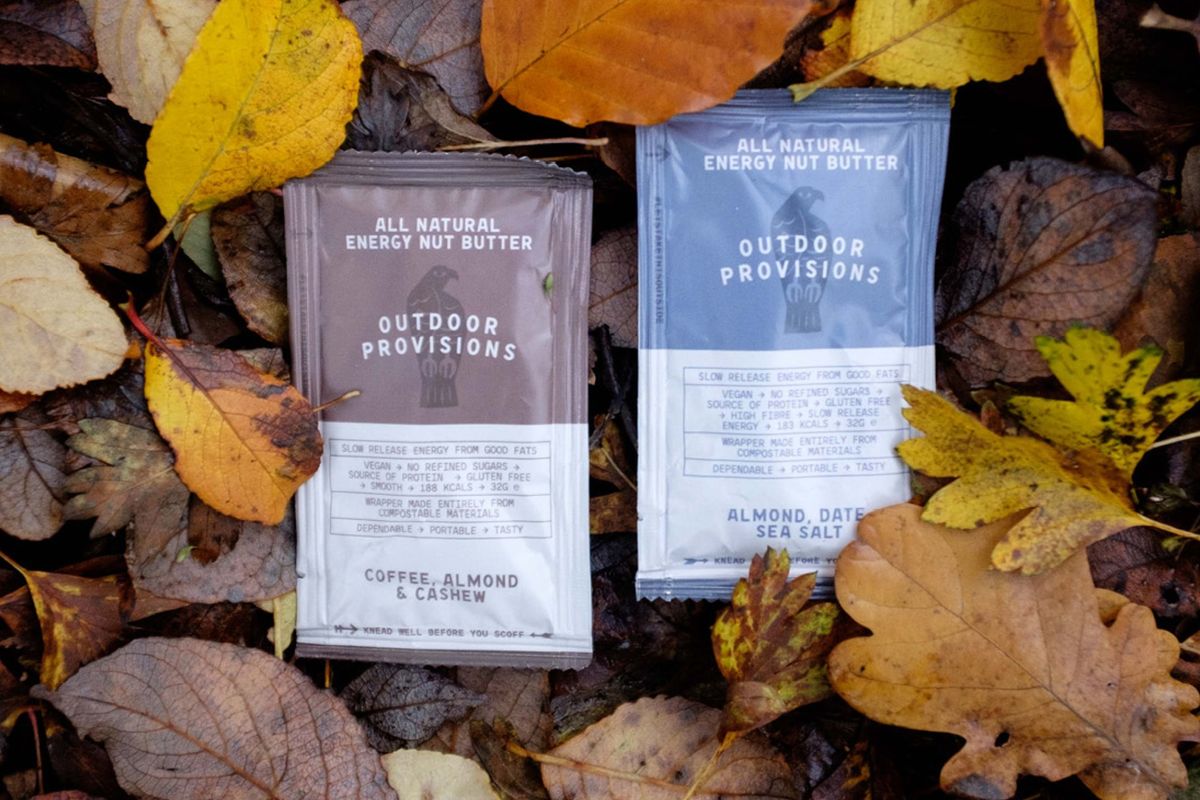 ALL NATURAL
ENERGY NUT BUTTER
OUTDOOR
PROVISIONS
SLOW RELEASE ENERGY FROM GOOD FATS
VEGAN → NO REFINED SUGARS →
SOURCE OF PROTEIN → GLUTEN FREE
→ SMOOTH → 188 KCALS → 32G ℮
WRAPPER MADE ENTIRELY FROM
COMPOSTABLE MATERIALS
DEPENDABLE → PORTABLE → TASTY
COFFEE, ALMOND
& CASHEW
KNEAD WELL BEFORE YOU SCOFF
ALL NATURAL
ENERGY NUT BUTTER
OUTDOOR
PROVISIONS
#LETSTAKETHISOUTSIDE
SLOW RELEASE ENERGY FROM GOOD FATS
VEGAN → NO REFINED SUGARS →
SOURCE OF PROTEIN → GLUTEN FREE
→ HIGH FIBRE → SLOW RELEASE
ENERGY → 183 KCALS → 32G ℮
WRAPPER MADE ENTIRELY FROM
COMPOSTABLE MATERIALS
DEPENDABLE → PORTABLE → TASTY
ALMOND, DATE
SEA SALT
KNEAD BEFORE YO